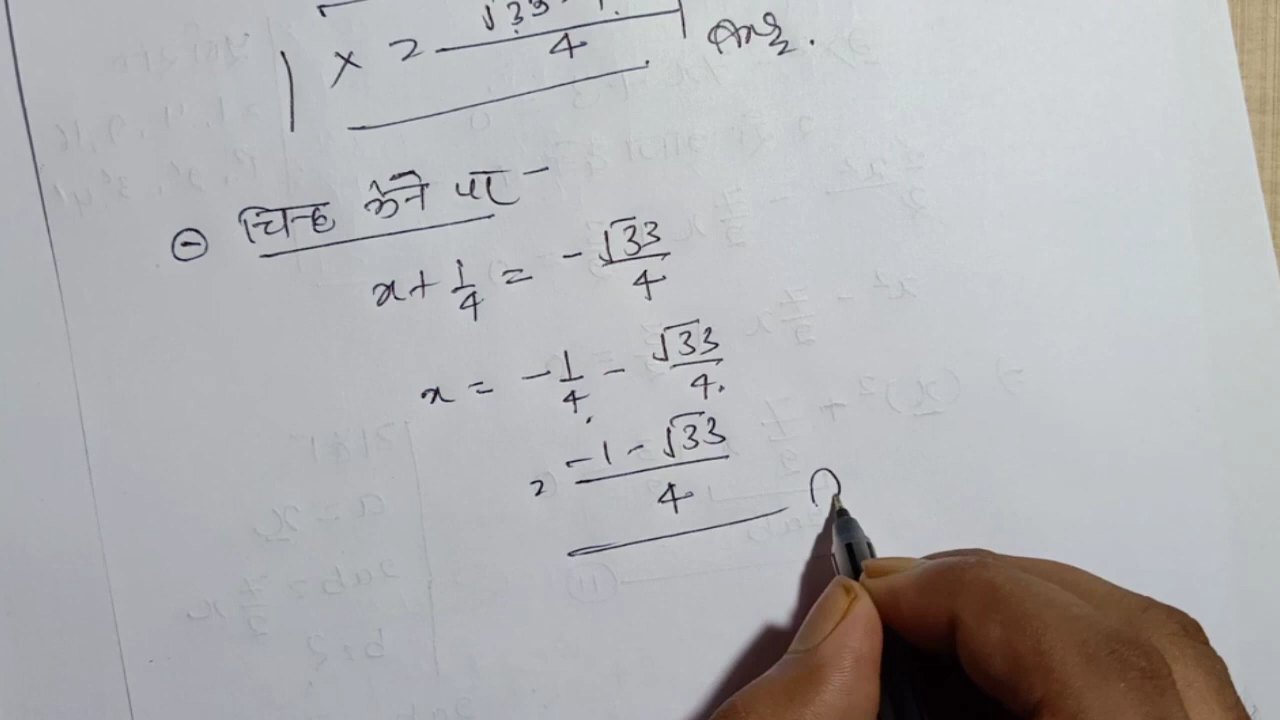 x = √33-1/4 Ans.
⊖ चिन्ह लेने पर -
x + 1/4 = - √33/4
x = - 1/4 - √33/4.
= -1 - √33/4